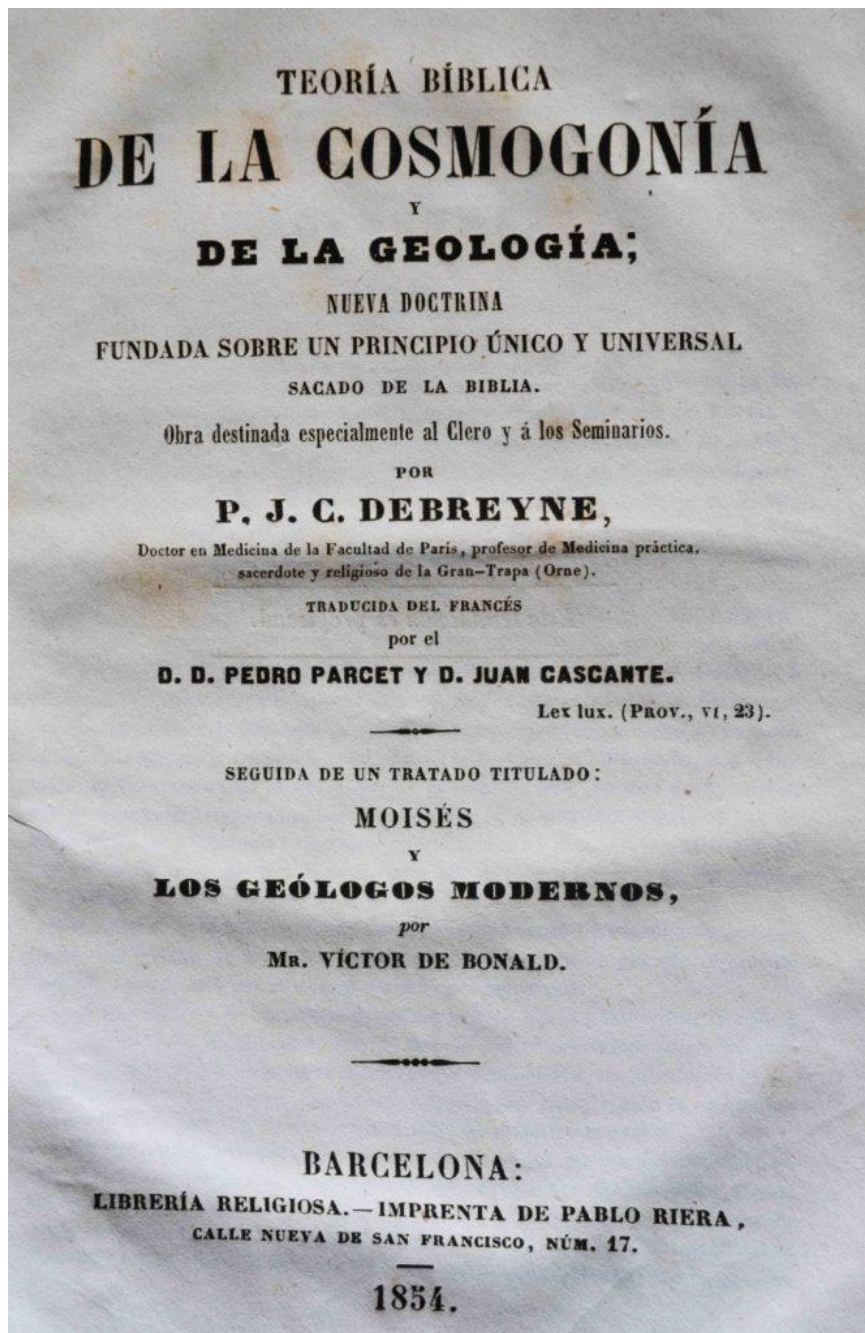 TEORÍA BÍBLICA
DE LA COSMOGONÍA
Y
DE LA GEOLOGÍA;
NUEVA DOCTRINA
FUNDADA SOBRE UN PRINCIPIO ÚNICO Y UNIVERSAL
SACADO DE LA BIBLIA.
Obra destinada especialmente al Clero y á los Seminarios.
POR
P. J. C. DEBREYNE,
Doctor en Medicina de la Facultad de París, profesor de Medicina práctica,
sacerdote y religioso de la Gran-Trapa (Orne).
TRADUCIDA DEL FRANCÉS
por el
D. D. PEDRO PARCET Y D. JUAN CASCANTE.
Lex lux. (PROV., VI, 23).
SEGUIDA DE UN TRATADO TITULADO:
MOISÉS
Y
LOS GEÓLOGOS MODERNOS,
por
MR. VÍCTOR DE BONALD.
BARCELONA:
LIBRERÍA RELIGIOSA.—IMPRENTA DE PABLO RIERA,
CALLE NUEVA DE SAN FRANCISCO, NÚM. 17.
1854.